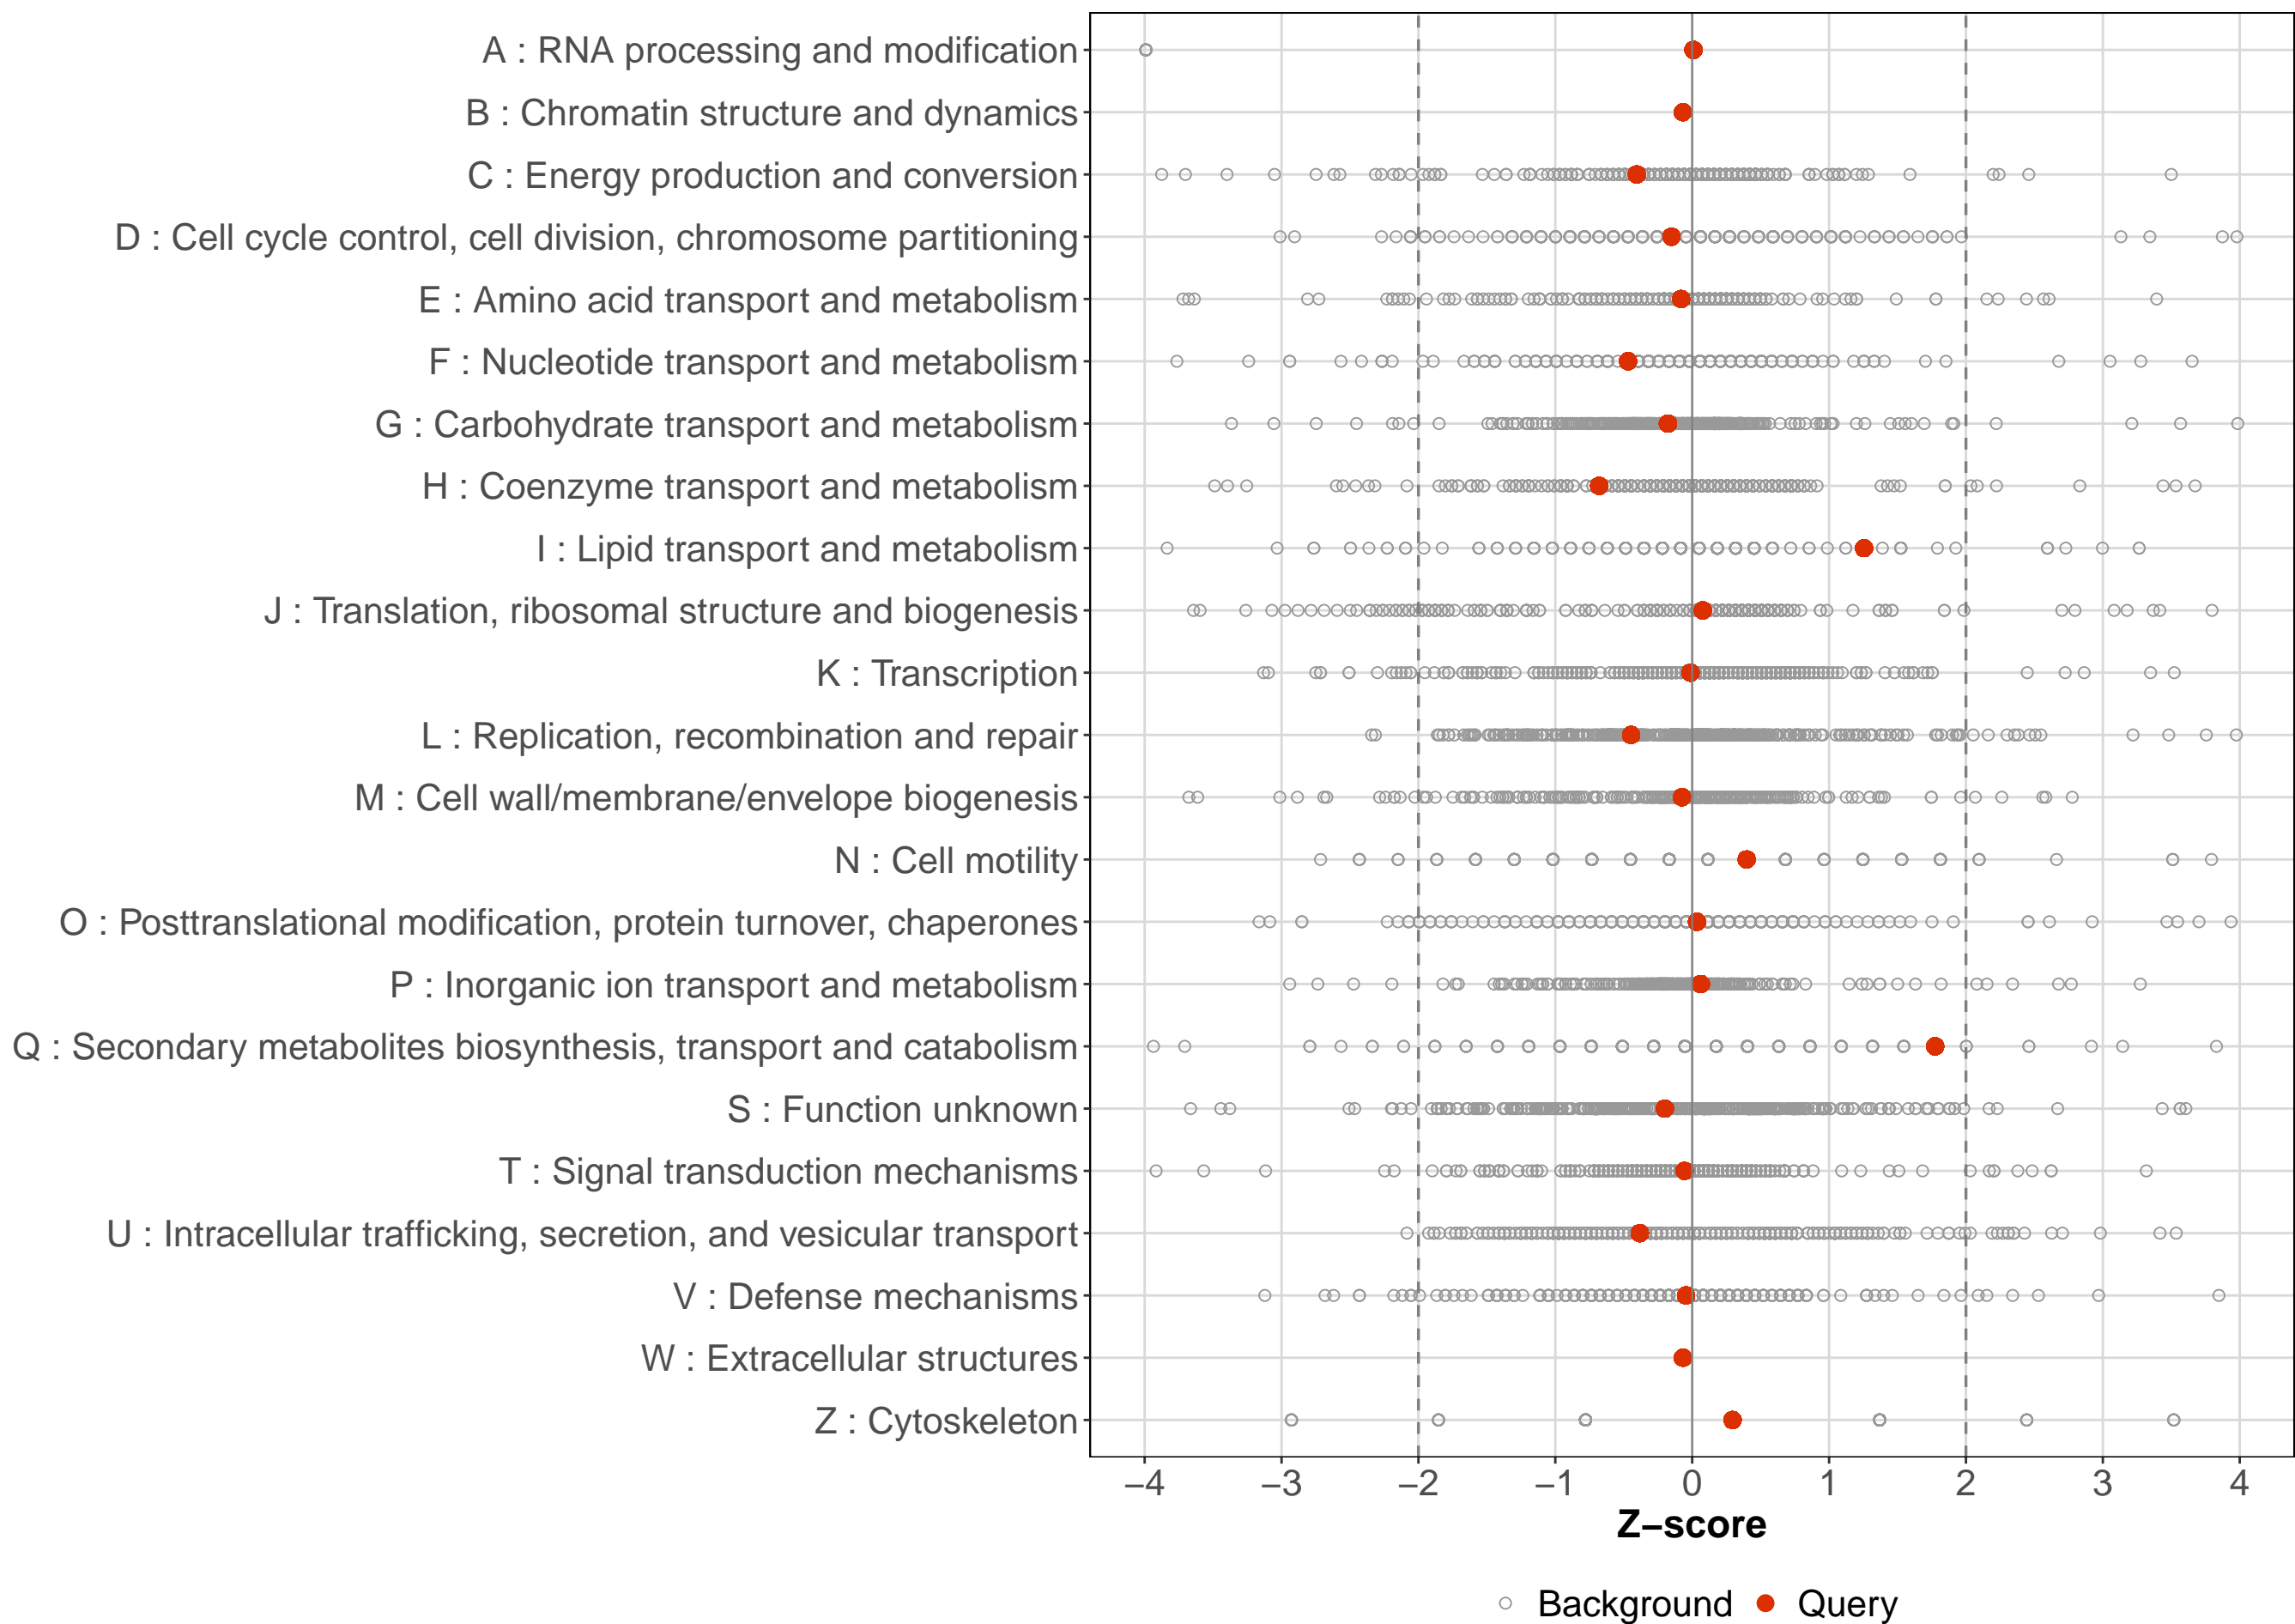 A : RNA processing and modification
B : Chromatin structure and dynamics
C : Energy production and conversion
D : Cell cycle control, cell division, chromosome partitioning
E : Amino acid transport and metabolism
F : Nucleotide transport and metabolism
G : Carbohydrate transport and metabolism
H : Coenzyme transport and metabolism
I : Lipid transport and metabolism
J : Translation, ribosomal structure and biogenesis
K : Transcription
L : Replication, recombination and repair
M : Cell wall/membrane/envelope biogenesis
N : Cell motility
O : Posttranslational modification, protein turnover, chaperones
P : Inorganic ion transport and metabolism
Q : Secondary metabolites biosynthesis, transport and catabolism
S : Function unknown
T : Signal transduction mechanisms
U : Intracellular trafficking, secretion, and vesicular transport
V : Defense mechanisms
W : Extracellular structures
Z : Cytoskeleton
−4 −3 −2 −1 0 1 2 3 4
Z−score
Background Query